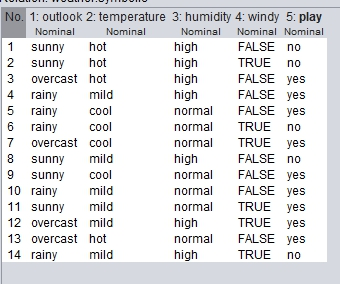 Relation: weather.symbolic
No. 1: outlook 2: temperature 3: humidity 4: windy 5: play
Nominal Nominal Nominal Nominal Nominal
1 sunny hot high FALSE no
2 sunny hot high TRUE no
3 overcast hot high FALSE yes
4 rainy mild high FALSE yes
5 rainy cool normal FALSE yes
6 rainy cool normal TRUE no
7 overcast cool normal TRUE yes
8 sunny mild high FALSE no
9 sunny cool normal FALSE yes
10 rainy mild normal FALSE yes
11 sunny mild normal TRUE yes
12 overcast mild high TRUE yes
13 overcast hot normal FALSE yes
14 rainy mild high TRUE no